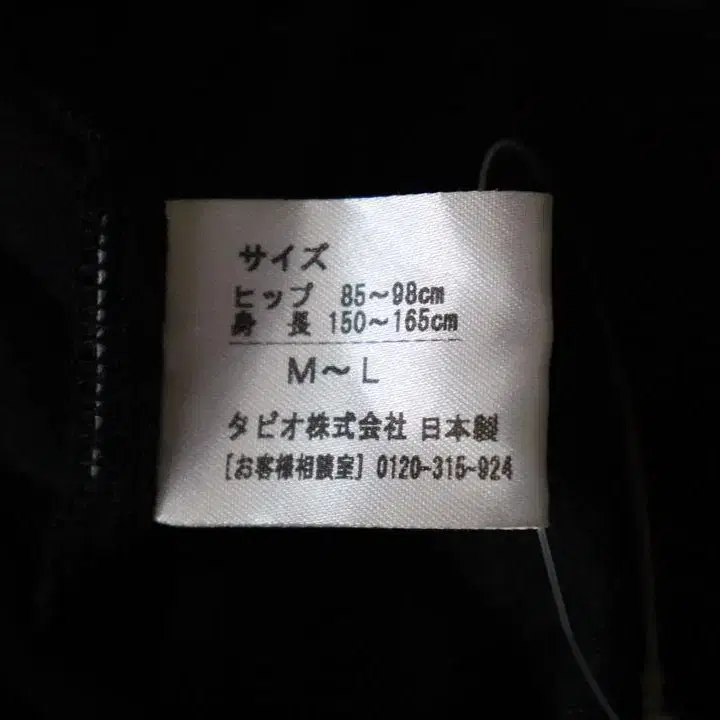 サイズ
ヒップ 85～98cm
身長 150～165cm
M～L
タビオ株式会社 日本製
[お客様相談室] 0120-315-924